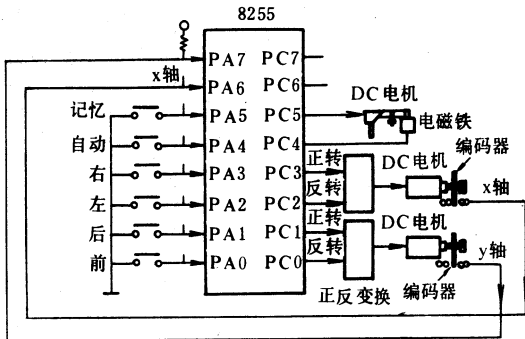 8255
PA7 PC7
x轴 PA6 PC6
记忆 PA5 PC5 DC电机
电磁铁
自动 PA4 PC4 编码器
右 PA3 PC3 正转 DC电机
x轴
左 PA2 PC2 反转
后 PA1 PC1 正转 DC电机
y轴
前 PA0 PC0 反转
正反变换 编码器